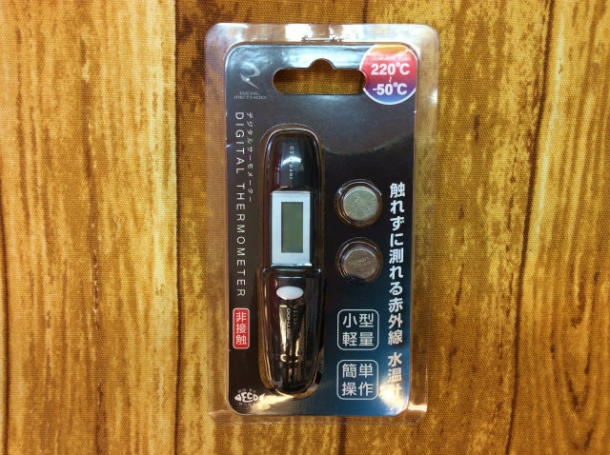 REAL
METHOD
220℃
-50℃
デジタルサーモメーター
DIGITAL THERMOMETER
非接触
触れずに測れる赤外線 水温計
小型
軽量
簡単
操作